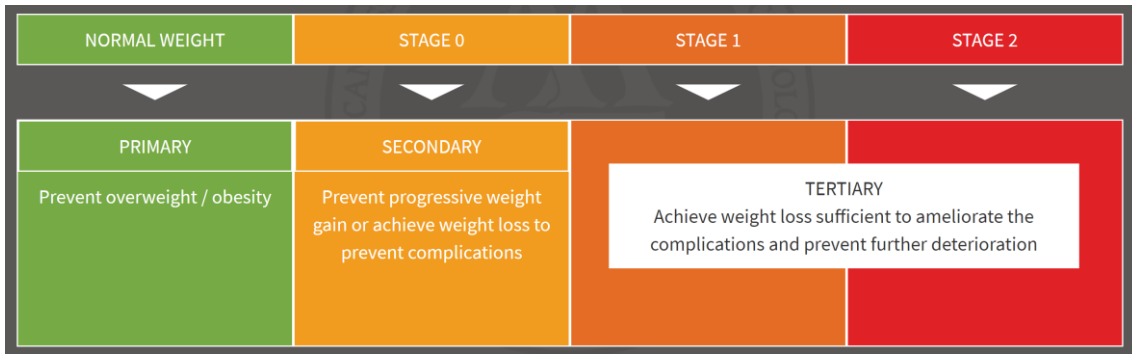 NORMAL WEIGHT
STAGE 0
STAGE 1
STAGE 2
PRIMARY
Prevent overweight / obesity
SECONDARY
Prevent progressive weight
gain or achieve weight loss to
prevent complications
TERTIARY
Achieve weight loss sufficient to ameliorate the
complications and prevent further deterioration